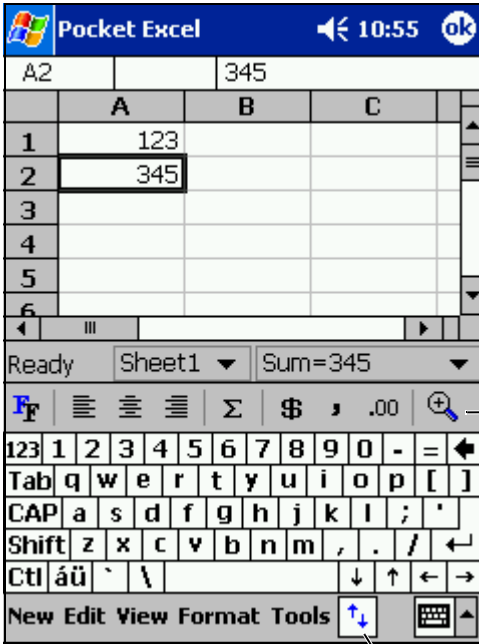 Pocket Excel 10:55 ok
A2 345
A B C
1 123
2 345
3
4
5
6
Ready Sheet1 Sum=345
FF Σ $ , .00
123 1 2 3 4 5 6 7 8 9 0 - =
Tab q w e r t y u i o p [ ]
CAP a s d f g h j k l ; '
Shift z x c v b n m , . /
Ctl áü ` \ ↓ ↑ ← →
New Edit View Format Tools